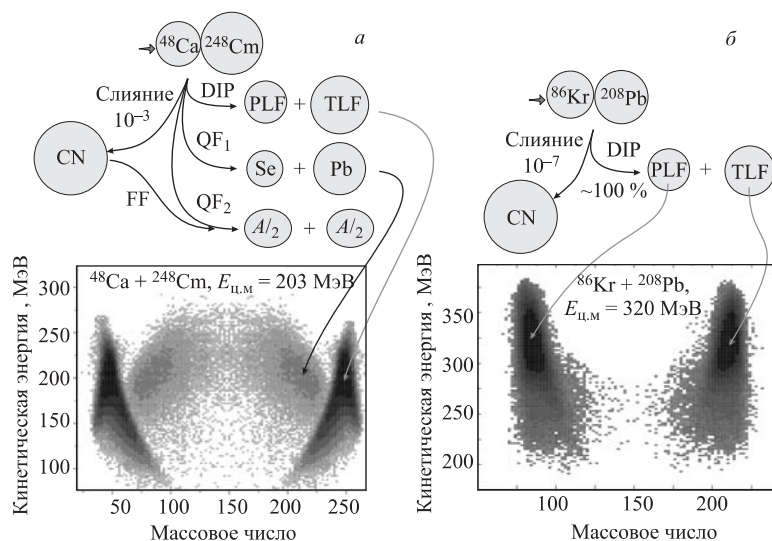 а
⁴⁸Ca ²⁴⁸Cm
DIP
Слияние
10⁻³
PLF + TLF
CN
QF₁
Se + Pb
FF
QF₂
A/₂ + A/₂
Кинетическая энергия , МэВ
⁴⁸Ca + ²⁴⁸Cm, Eц.м = 203 МэВ
300
250
200
150
100
50 100 150 200 250
Массовое число
б
⁸⁶Kr ²⁰⁸Pb
Слияние
10⁻⁷
DIP
~100 %
PLF + TLF
CN
Кинетическая энергия , МэВ
⁸⁶Kr + ²⁰⁸Pb,
Eц.м = 320 МэВ
350
300
250
200
100 150 200
Массовое число